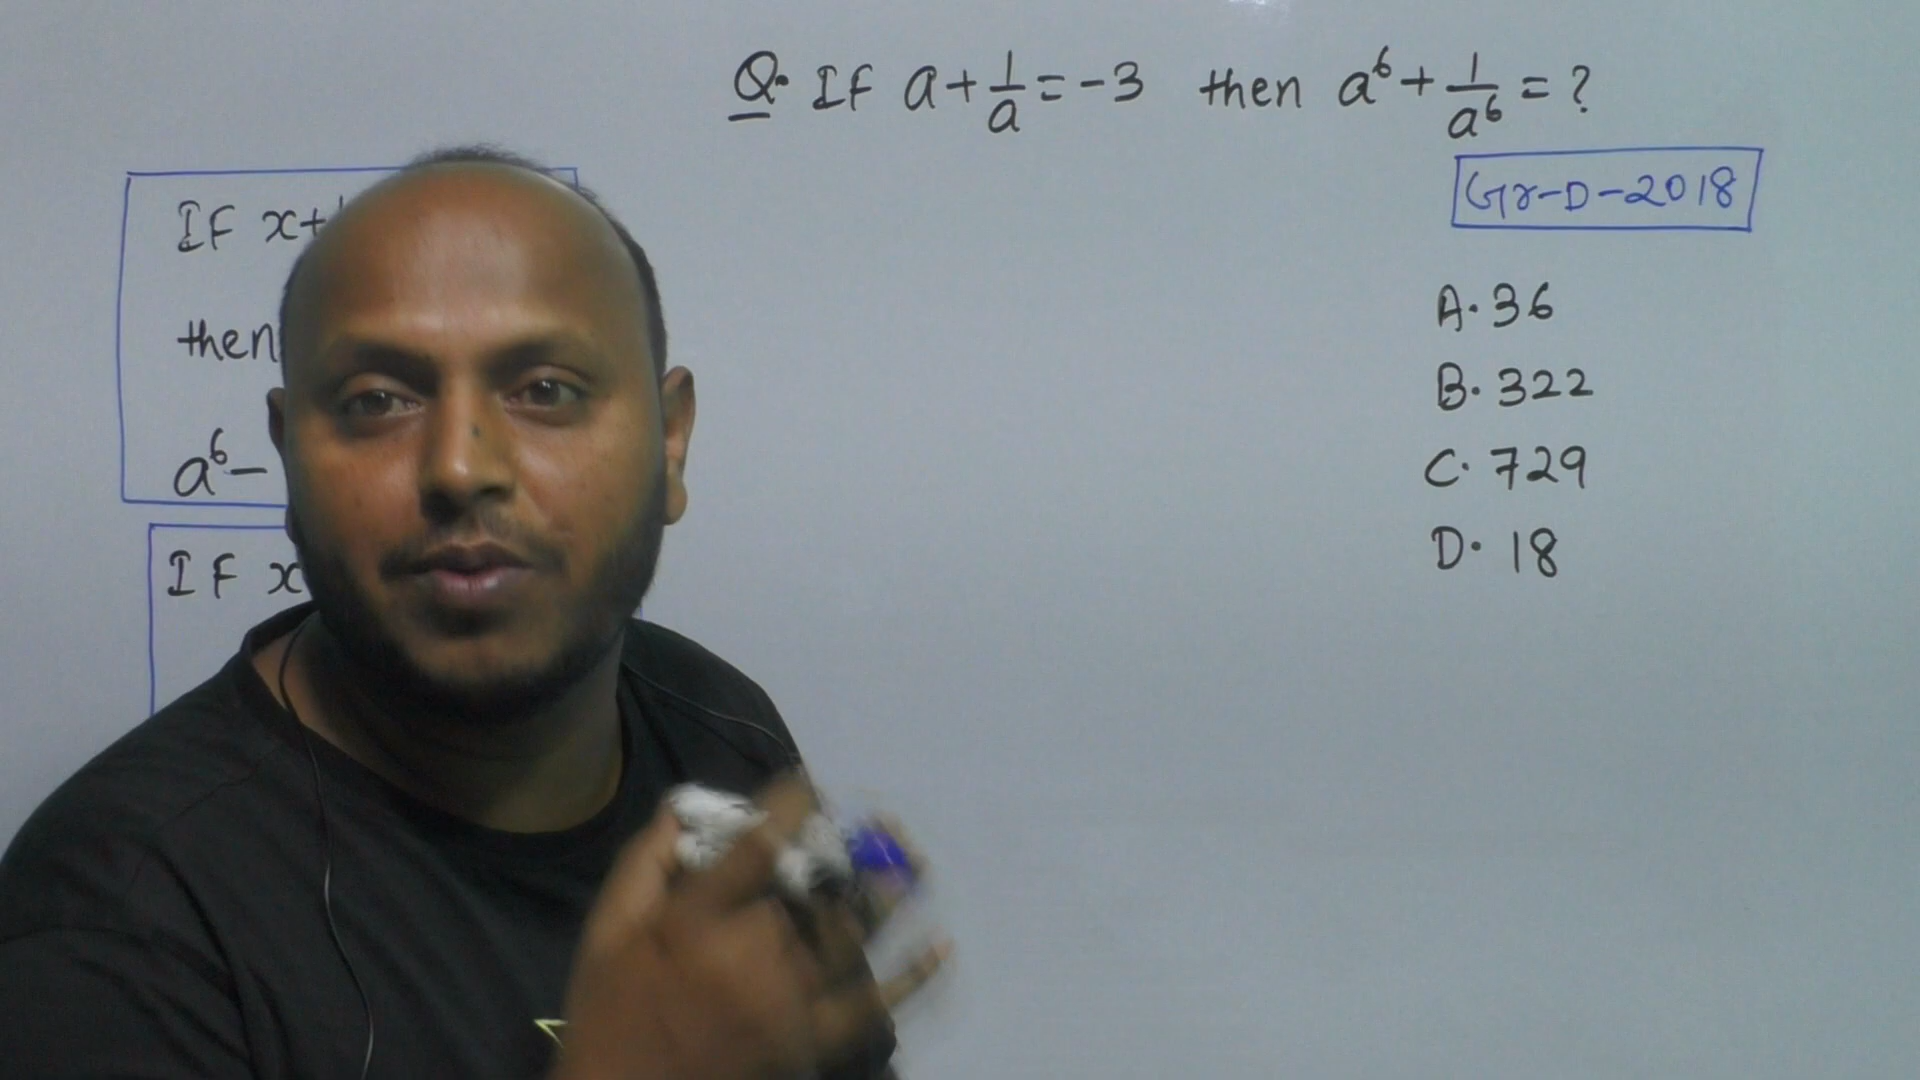 Q. If a + 1/a = -3 then a⁶ + 1/a⁶ = ?
Gr-D-2018
If x+
then
a⁶-
If x
A. 36
B. 322
C. 729
D. 18